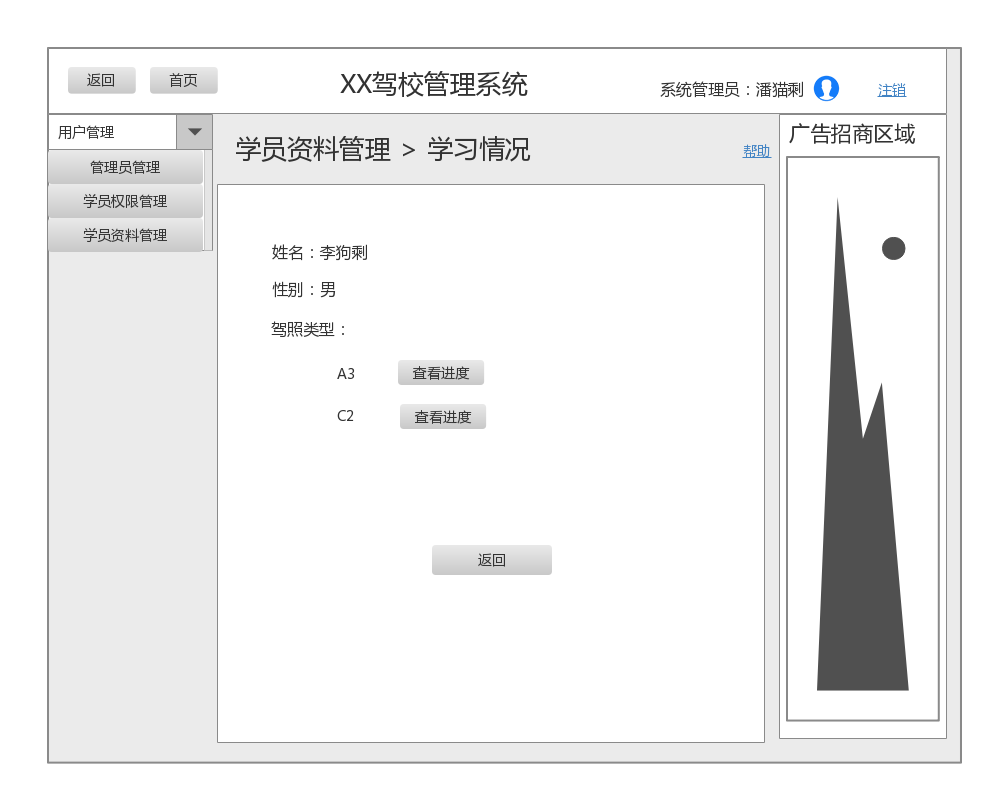 返回 首页 XX驾校管理系统 系统管理员：潘猫剩 注销
用户管理
管理员管理
学员权限管理
学员资料管理
学员资料管理 > 学习情况 帮助
姓名：李狗剩
性别：男
驾照类型：
A3 查看进度
C2 查看进度
返回
广告招商区域